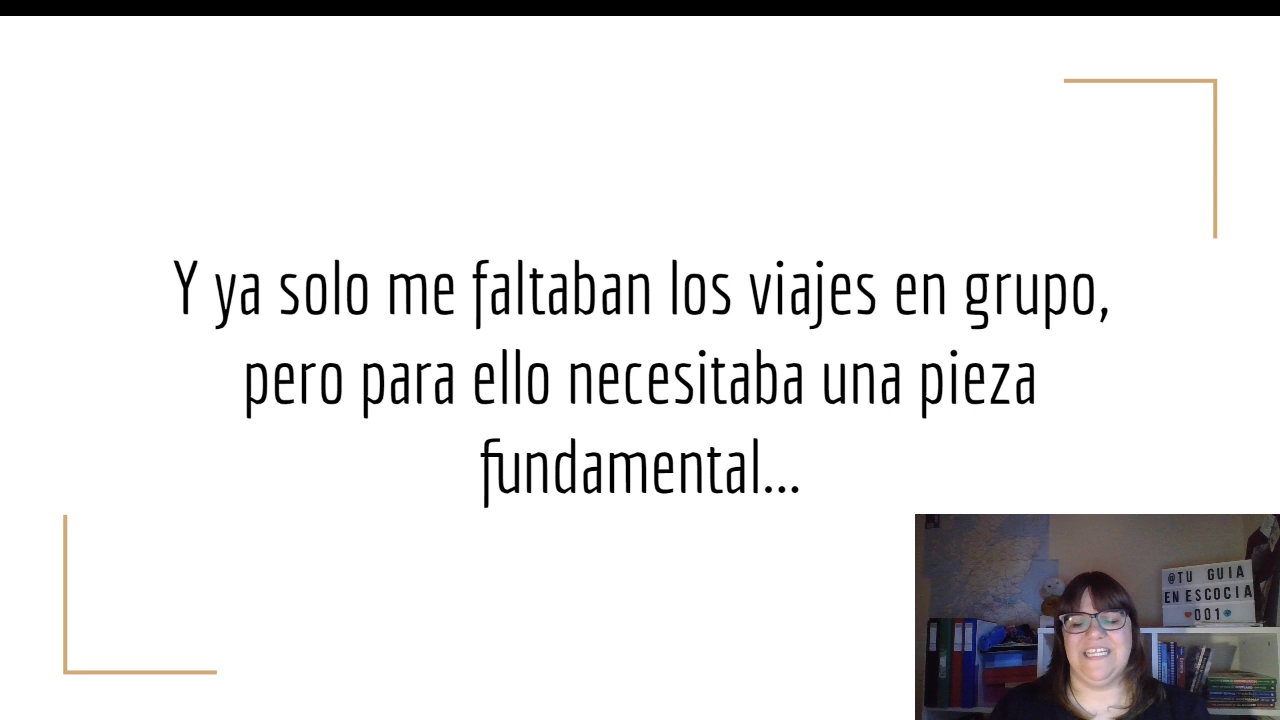 Y ya solo me faltaban los viajes en grupo,
pero para ello necesitaba una pieza
fundamental...
@TU GUIA
EN ESCOCIA
001